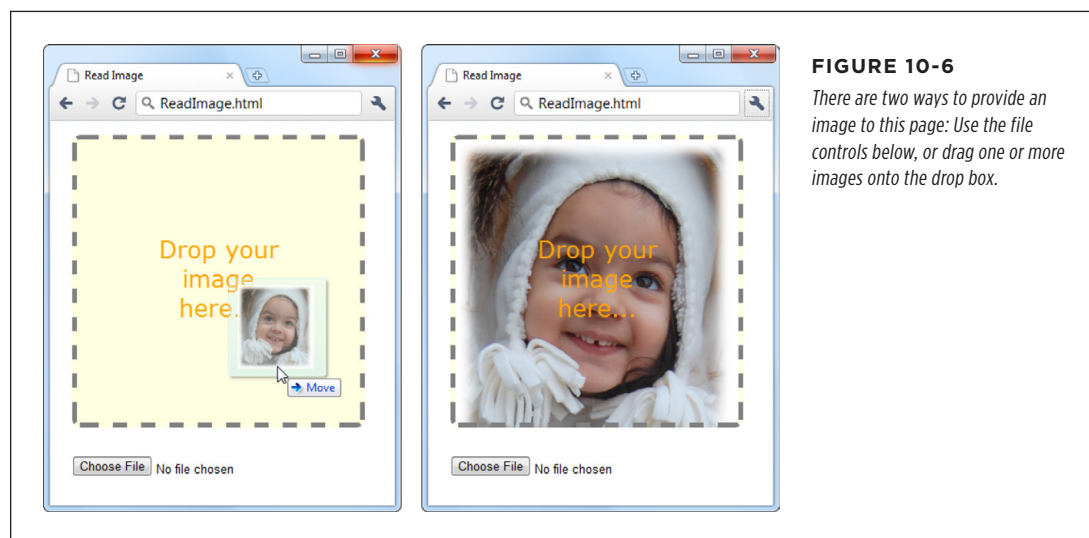 Read Image
ReadImage.html
Drop your
image
here...
Move
Choose File No file chosen
Read Image
ReadImage.html
Drop your
image
here...
Choose File No file chosen
FIGURE 10-6
There are two ways to provide an
image to this page: Use the file
controls below, or drag one or more
images onto the drop box.